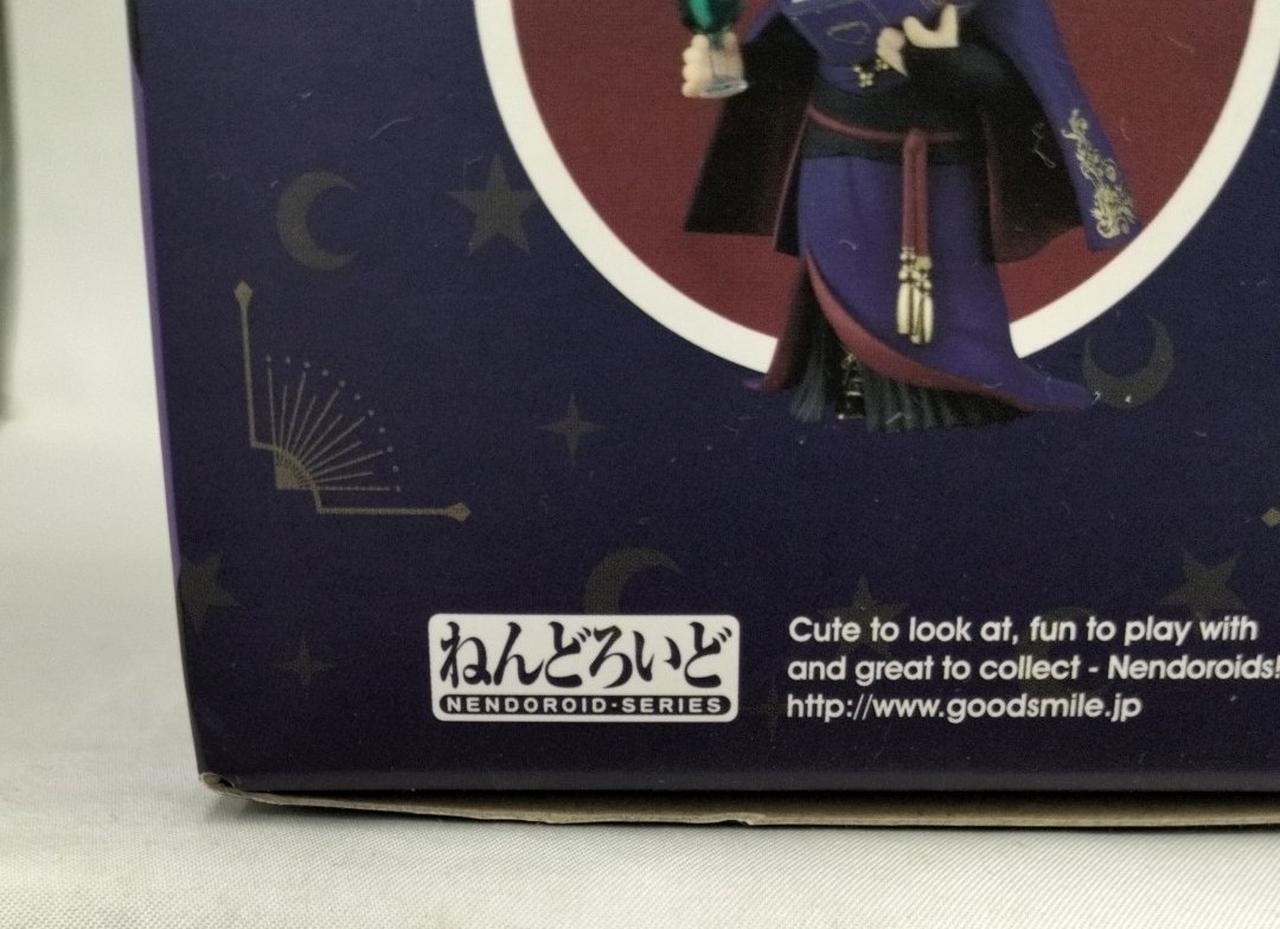 ねんどろいど
NENDOROID-SERIES
Cute to look at, fun to play with
and great to collect - Nendoroids!
http://www.goodsmile.jp